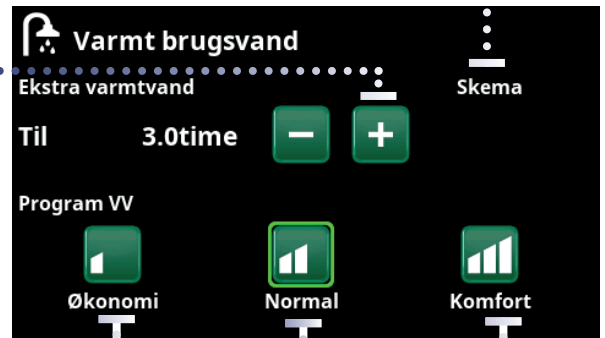 Varmt brugsvand
Ekstra varmtvand
Skema
Til 3.0time
Program VV
Økonomi Normal Komfort